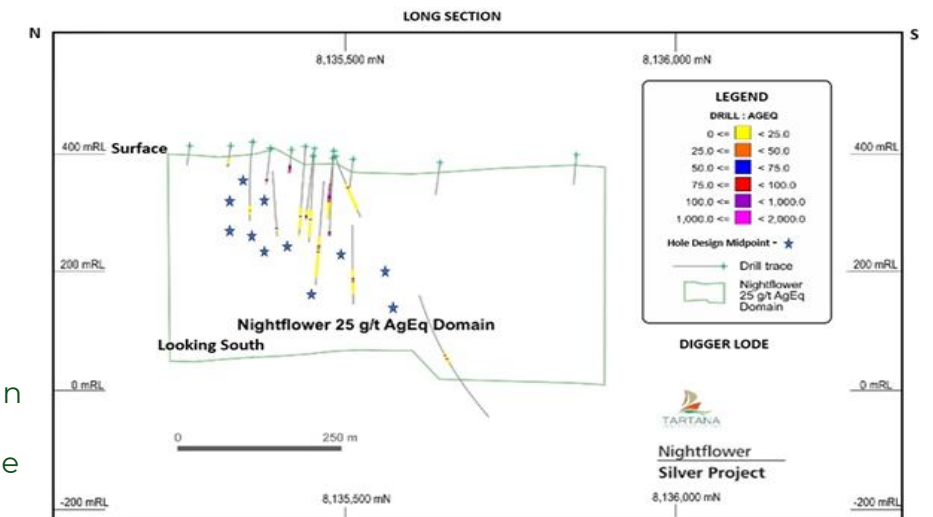 LONG SECTION
N
S
8,135,500 mN
8,136,000 mN
LEGEND
DRILL : AGEQ
0 <= < 25.0
25.0 <= < 50.0
50.0 <= < 75.0
75.0 <= < 100.0
100.0 <= < 1,000.0
1,000.0 <= < 2,000.0
Hole Design Midpoint -
Drill trace
Nightflower
25 g/t AgEq
Domain
400 mRL
Surface
400 mRL
200 mRL
200 mRL
Nightflower 25 g/t AgEq Domain
Looking South
DIGGER LODE
0 mRL
0 mRL
n
e
TARTANA
0
250 m
Nightflower
Silver Project
-200 mRL
8,135,500 mN
8,136,000 mN
-200 mRL